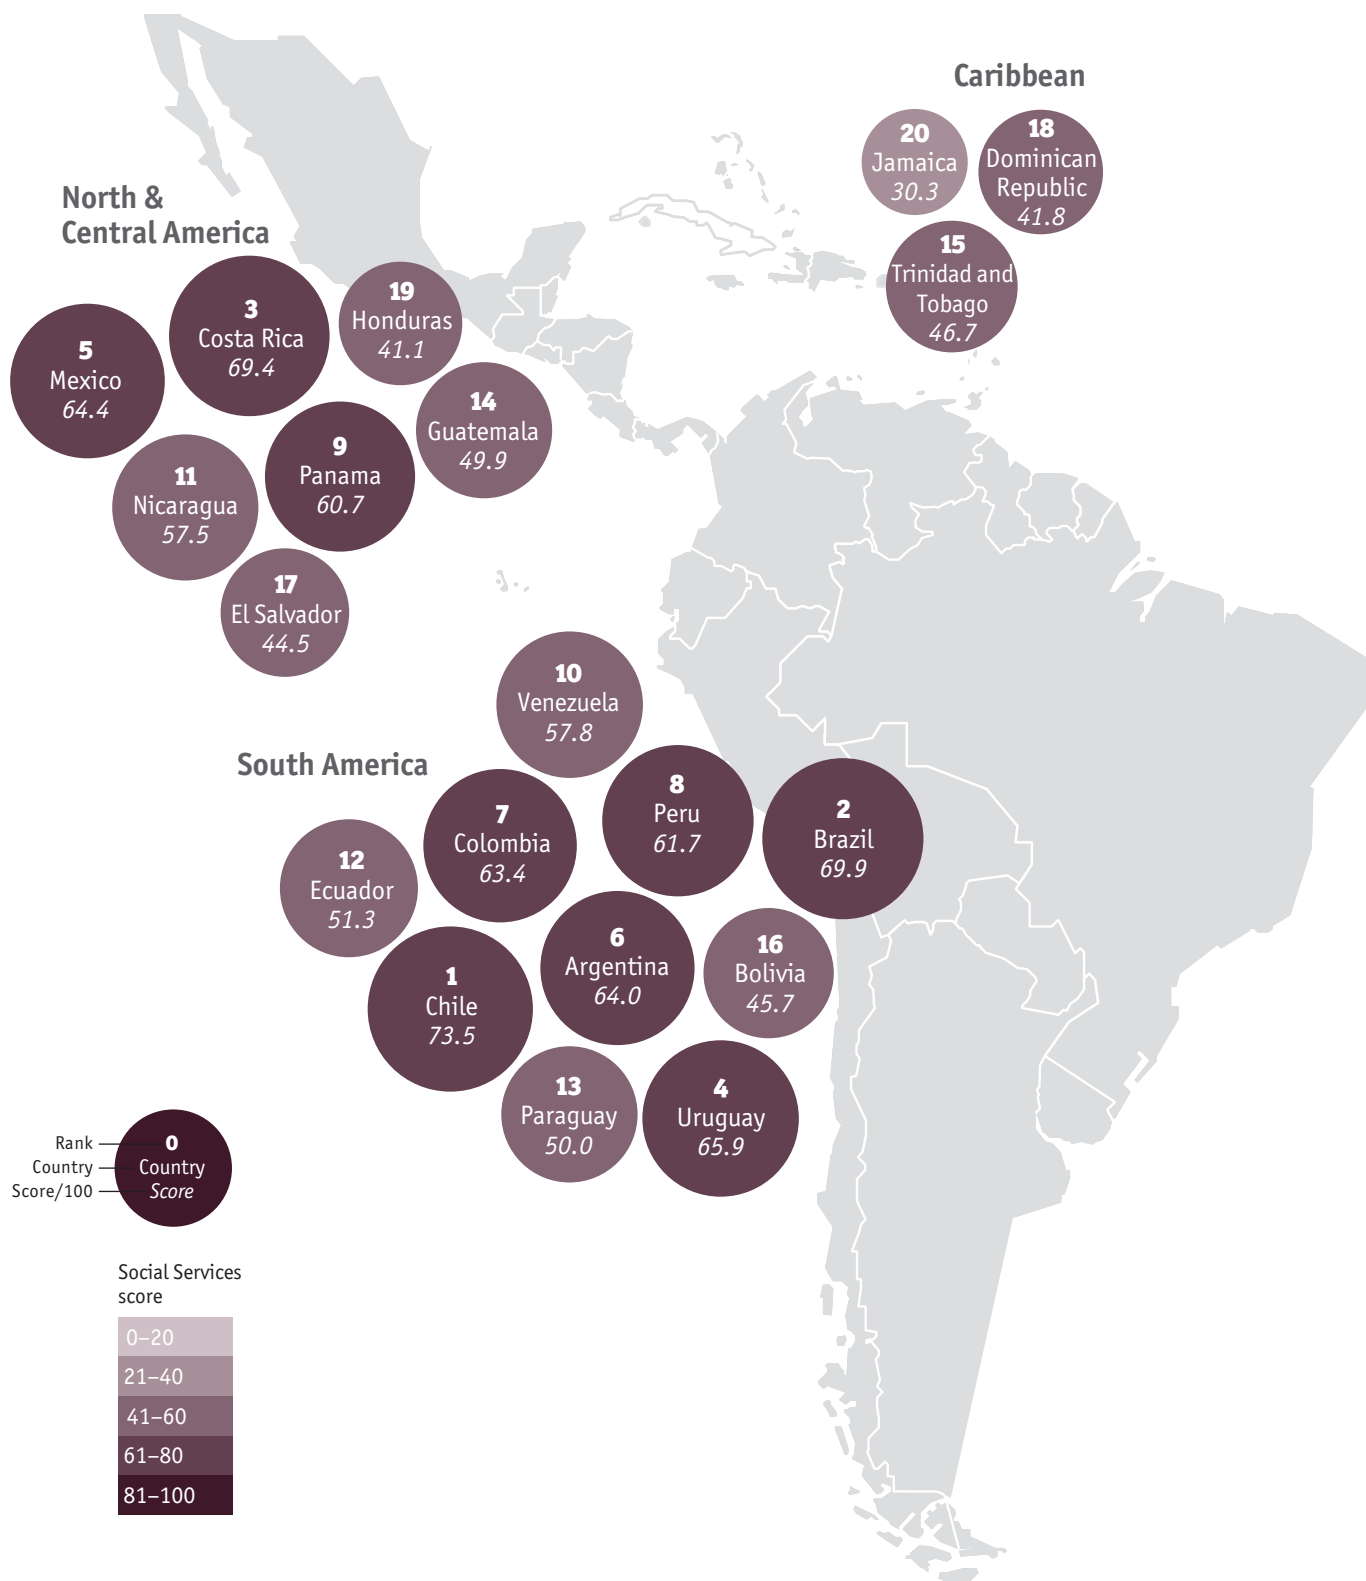 Caribbean
20
Jamaica
30.3
18
Dominican
Republic
41.8
15
Trinidad and
Tobago
46.7
North &
Central America
3
Costa Rica
69.4
19
Honduras
41.1
5
Mexico
64.4
14
Guatemala
49.9
9
Panama
60.7
11
Nicaragua
57.5
17
El Salvador
44.5
South America
10
Venezuela
57.8
8
Peru
61.7
2
Brazil
69.9
7
Colombia
63.4
12
Ecuador
51.3
6
Argentina
64.0
16
Bolivia
45.7
1
Chile
73.5
13
Paraguay
50.0
4
Uruguay
65.9
Rank
Country
Score/100
0
Country
Score
Social Services
score
0–20
21–40
41–60
61–80
81–100